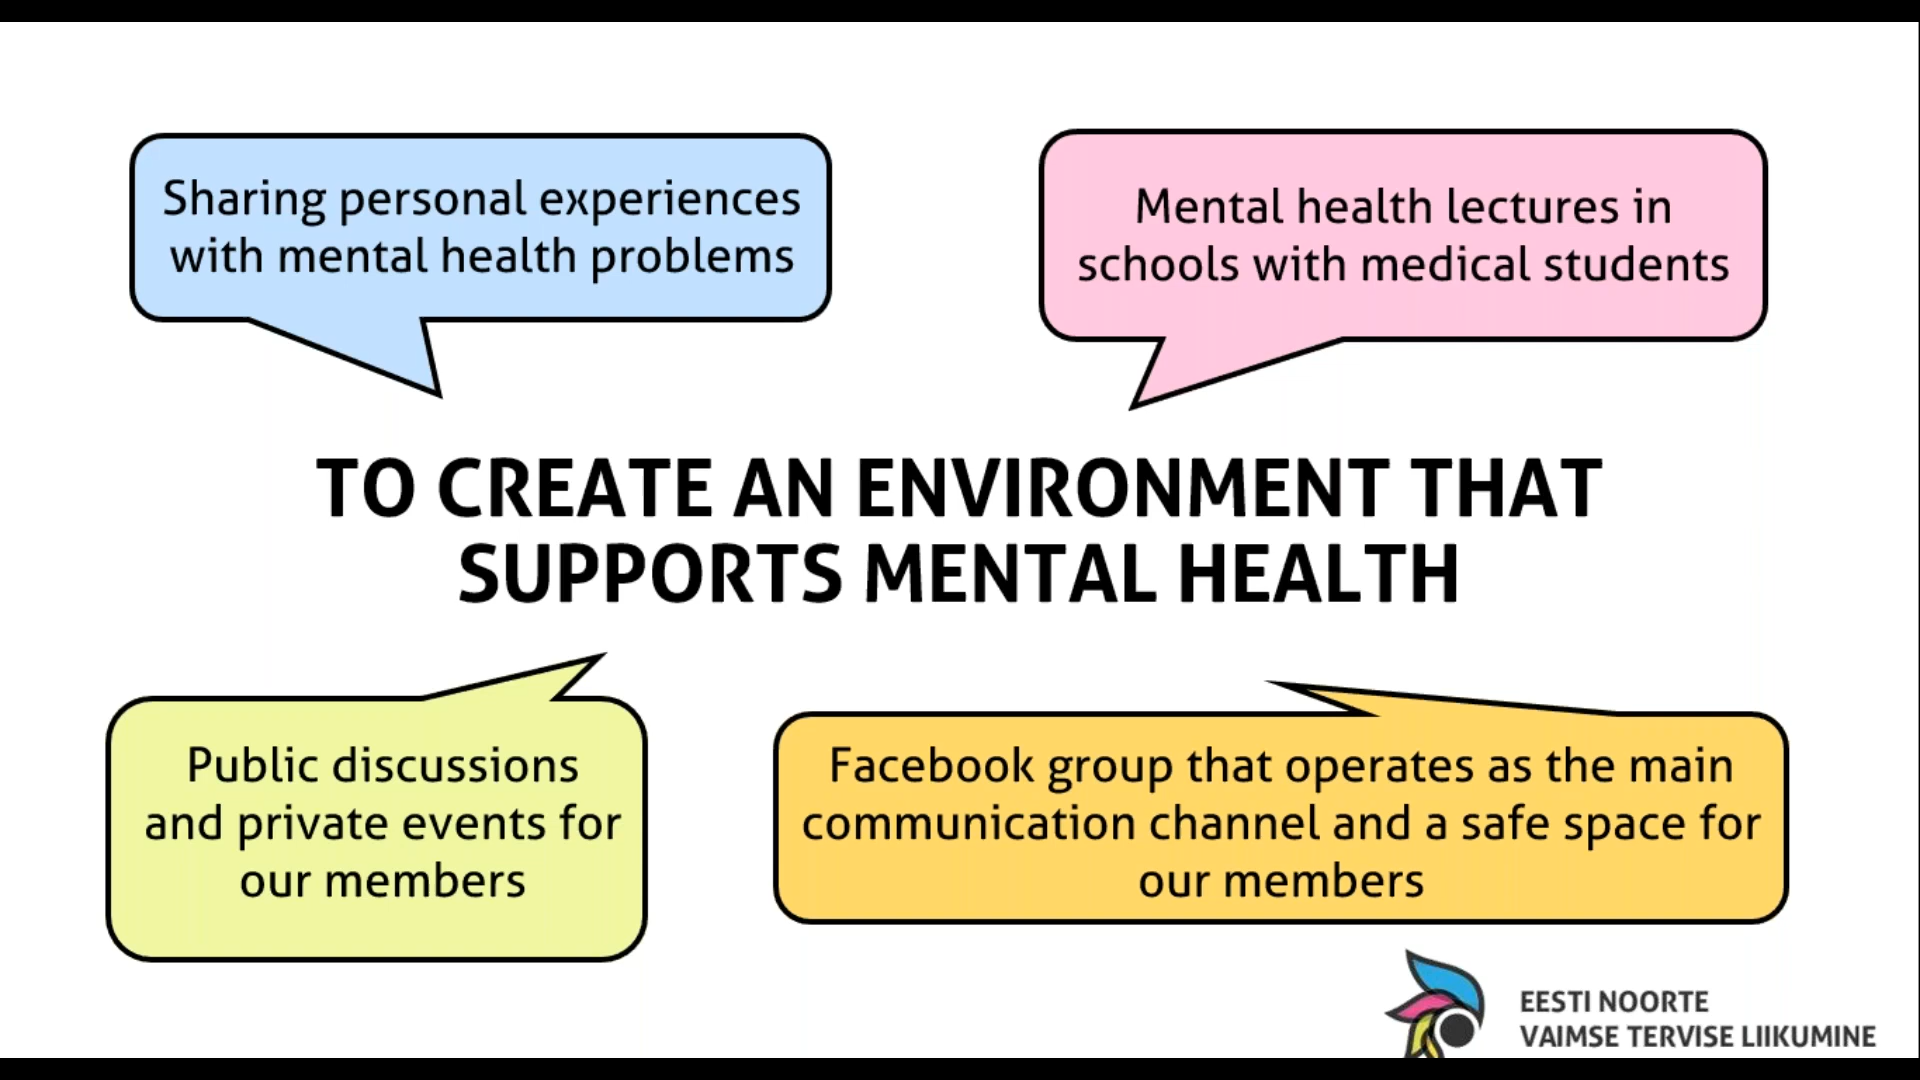 Sharing personal experiences
with mental health problems
Mental health lectures in
schools with medical students
TO CREATE AN ENVIRONMENT THAT
SUPPORTS MENTAL HEALTH
Public discussions
and private events for
our members
Facebook group that operates as the main
communication channel and a safe space for
our members
EESTI NOORTE
VAIMSE TERVISE LIIKUMINE